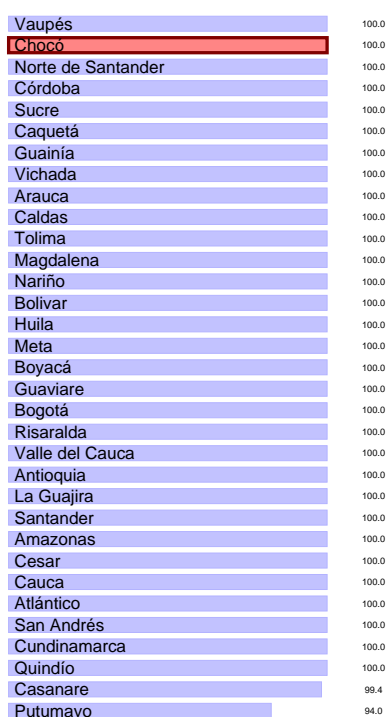 Vaupés 100.0
Chocó 100.0
Norte de Santander 100.0
Córdoba 100.0
Sucre 100.0
Caquetá 100.0
Guainía 100.0
Vichada 100.0
Arauca 100.0
Caldas 100.0
Tolima 100.0
Magdalena 100.0
Nariño 100.0
Bolivar 100.0
Huila 100.0
Meta 100.0
Boyacá 100.0
Guaviare 100.0
Bogotá 100.0
Risaralda 100.0
Valle del Cauca 100.0
Antioquia 100.0
La Guajira 100.0
Santander 100.0
Amazonas 100.0
Cesar 100.0
Cauca 100.0
Atlántico 100.0
San Andrés 100.0
Cundinamarca 100.0
Quindío 100.0
Casanare 99.4
Putumayo 94.0